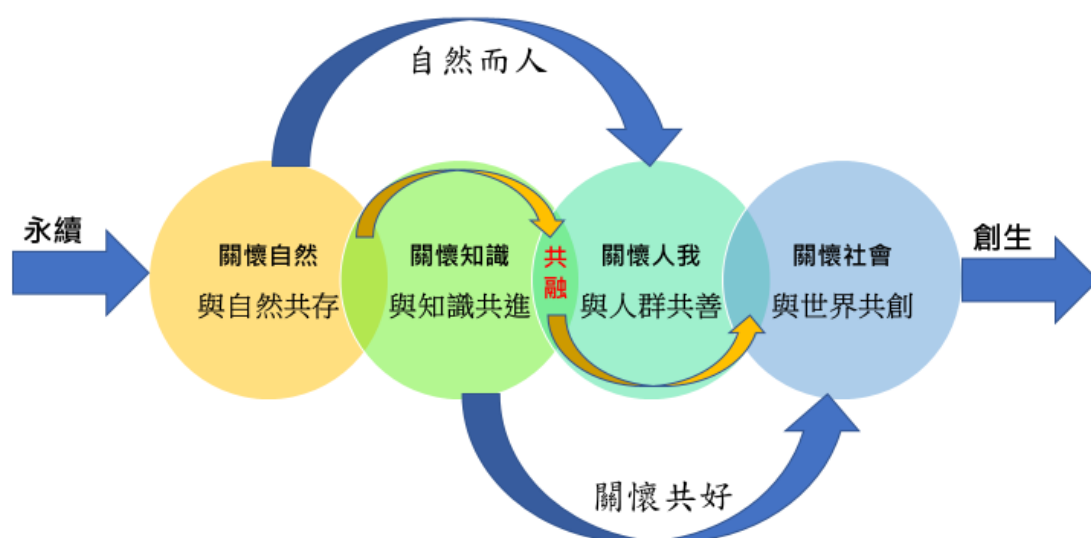 自然而人
永續
關懷自然
與自然共存
關懷知識
與知識共進
共
融
關懷人我
與人群共善
關懷社會
與世界共創
創生
關懷共好